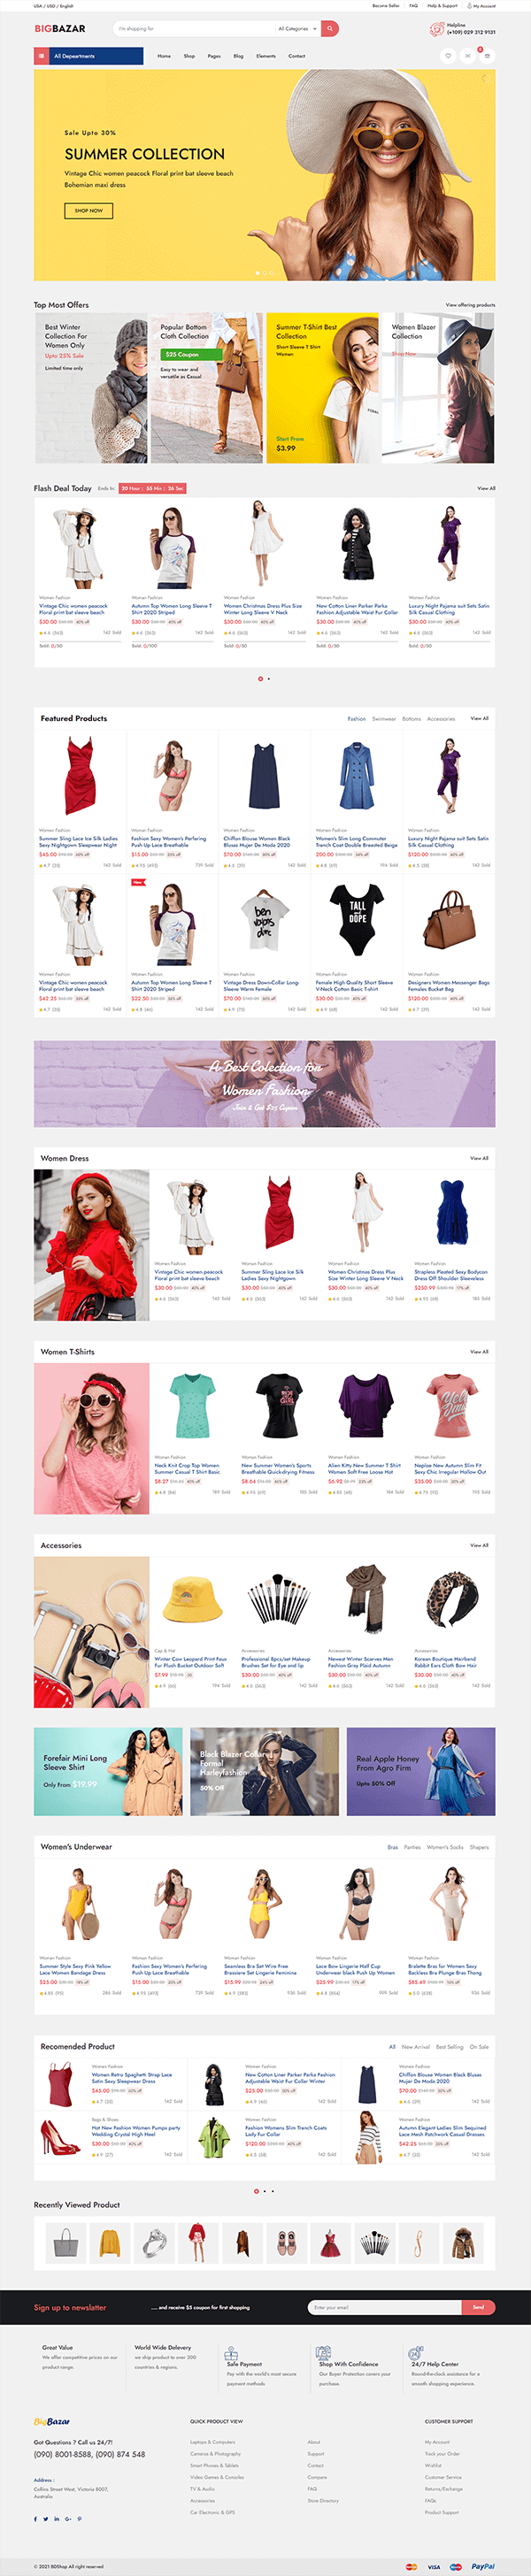 USA / USD / English
Become Seller FAQ Help & Support My Account
BIGBAZAR
I'm shopping for
All Categories
Helpline
(+109) 029 312 9131
All Depeartments
Home Shop Pages Blog Elements Contact
Sale Upto 30%
SUMMER COLLECTION
Vintage Chic women peacock Floral print bat sleeve beach
Bohemian maxi dress
SHOP NOW
Top Most Offers
View offering products
Best Winter
Collection For
Women Only
Upto 25% Sale
Limited time only
Popular Bottom
Cloth Collection
$25 Coupon
Easy to wear and
versatile as Casual
Summer T-Shirt Best
Collection
Short Sleeve T Shirt
Women
Start From
$3.99
Women Blazer
Collection
Shop Now
Flash Deal Today
Ends In:
20 Hour : 56 Min : 26 Sec
View All
Women Fashion
Vintage Chic women peacock
Floral print bat sleeve beach
$30.00
Women Fashion
Autumn Top Women Long Sleeve T
Shirt 2020 Striped
$30.00
Women Fashion
Women Christmas Dress Plus Size
Winter Long Sleeve V Neck
$30.00
Women Fashion
New Cotton Liner Parker Parka
Fashion Adjustable Waist Fur Collar
$30.00
Women Fashion
Luxury Night Pajama suit Sets Satin
Silk Casual Clothing
$30.00
Featured Products
Fashion Swimwear Bottoms Accessories View All
Women Fashion
Summer Sling Lace Ice Silk Ladies
Sexy Nightgown Sleepwear Night
$45.00
Women Fashion
Fashion Sexy Women's Perfering
Push Up Lace Breathable
$15.00
Women Fashion
Chiffon Blouse Women Black
Blusas Mujer De Moda 2020
$70.00
Women Fashion
Women's Slim Long Commuter
Trench Coat Double Breasted Beige
200.00
Women Fashion
Luxury Night Pajama suit Sets Satin
Silk Casual Clothing
$120.00
New
Women Fashion
Vintage Chic women peacock
Floral print bat sleeve beach
$42.25
Women Fashion
Autumn Top Women Long Sleeve T
Shirt 2020 Striped
$22.50
Women Fashion
Vintage Dress Down-Collar Long-
Sleeve Warm Female
$70.00
TALL
as
DOPE
Women Fashion
Female High Quality Short Sleeve
V-Neck Cotton Basic T-shirt
$30.00
Women Fashion
Designers Women Messenger Bags
Females Bucket Bag
$120.00
A Best Colection for
Women Fashion
Join & Get $25 Coupon
Women Dress
View All
Women Fashion
Vintage Chic women peacock
Floral print bat sleeve beach
$30.00
Women Fashion
Summer Sling Lace Ice Silk
Ladies Sexy Nightgown
$30.00
Women Fashion
Women Christmas Dress Plus
Size Winter Long Sleeve V Neck
$30.00
Women Fashion
Strapless Pleated Sexy Bodycon
Dress Off Shoulder Sleeveless
$250.99
Women T-Shirts
View All
Women Fashion
Neck Knit Crop Top Women
Summer Casual T Shirt Basic
$8.27
Women Fashion
New Summer Women's Sports
Breathable Quick-drying Fitness
$8.64
Women Fashion
Alien Kitty New Summer T Shirt
Women Soft Free Loose Hot
$6.92
Women Fashion
Neploe New Autumn Slim Fit
Sexy Chic Irregular Hollow Out
$35.00
Accessories
View All
Cap & Hat
Winter Cow Leopard Print Faux
Fur Plush Bucket Outdoor Soft
$7.99
Accessories
Professional 8pcs/set Makeup
Brushes Set for Eye and lip
$30.00
Accessories
Newest Winter Scarves Men
Fashion Gray Plaid Autumn
$30.00
Accessories
Korean Boutique Hairband
Rabbit Ears Cloth Bow Hair
$30.00
Forefair Mini Long
Sleeve Shirt
Only From $19.99
Black Blazer Collarless
Formal
Harleyfashion
50% Off
Real Apple Honey
From Agro Firm
Upto 50% Off
Women's Underwear
Bras Panties Women's Socks Shapers
Women Fashion
Summer Style Sexy Pink Yellow
Lace Women Bandage Dress
$25.00
Women Fashion
Fashion Sexy Women's Perfering
Push Up Lace Breathable
$15.00
Women Fashion
Seamless Bra Set Wire Free
Brassiere Set Lingerie Feminina
$15.99
Women Fashion
Lace Bow Lingerie Half Cup
Underwear black Push Up Women
$25.99
Women Fashion
Bralette Bras for Women Sexy
Backless Bra Plunge Bras Thong
$85.49
Recomended Product
All New Arrival Best Selling On Sale
Women Fashion
Women Retro Spaghetti Strap Lace
Satin Sexy Sleepwear Dress
$45.00
Women Fashion
New Cotton Liner Parker Parka Fashion
Adjustable Waist Fur Collar Winter
$25.00
Women Fashion
Chiffon Blouse Women Black Blusas
Mujer De Moda 2020
$70.00
Bags & Shoes
Hot New Fashion Women Pumps party
Wedding Crystal High Heel
$30.00
Women Fashion
Fashion Womens Slim Trench Coats
Lady Fur Collar
$120.00
Women Fashion
Autumn Elegant Ladies Slim Sequined
Lace Mesh Patchwork Casual Dresses
$42.25
Recently Viewed Product
Sign up to newsletter
..... and receive $5 coupon for first shopping
Enter your email
Send
Great Value
We offer competitive prices on our
product range.
World Wide Delevery
we ship product to over 200
countries & regions.
Safe Payment
Pay with the world's most secure
payment methods
Shop With Confidence
Our Buyer Protection covers your
purchase.
24/7 Help Center
Round-the-clock assistance for a
smooth shopping experience.
BigBazar
Got Questions ? Call us 24/7!
(090) 8001-8588, (090) 874 548
Address :
Collins Street West, Victoria 8007,
Australia
QUICK PRODUCT VIEW
Laptops & Computers
Cameras & Photography
Smart Phones & Tablets
Video Games & Consoles
TV & Audio
Accessories
Car Electronic & GPS
About
Support
Contact
Compare
FAQ
Store Directory
CUSTOMER SUPPORT
My Account
Track your Order
Wishlist
Customer Service
Returns/Exchange
FAQs
Product Support
© 2021 BDShop All right reserved
VISA
PayPal